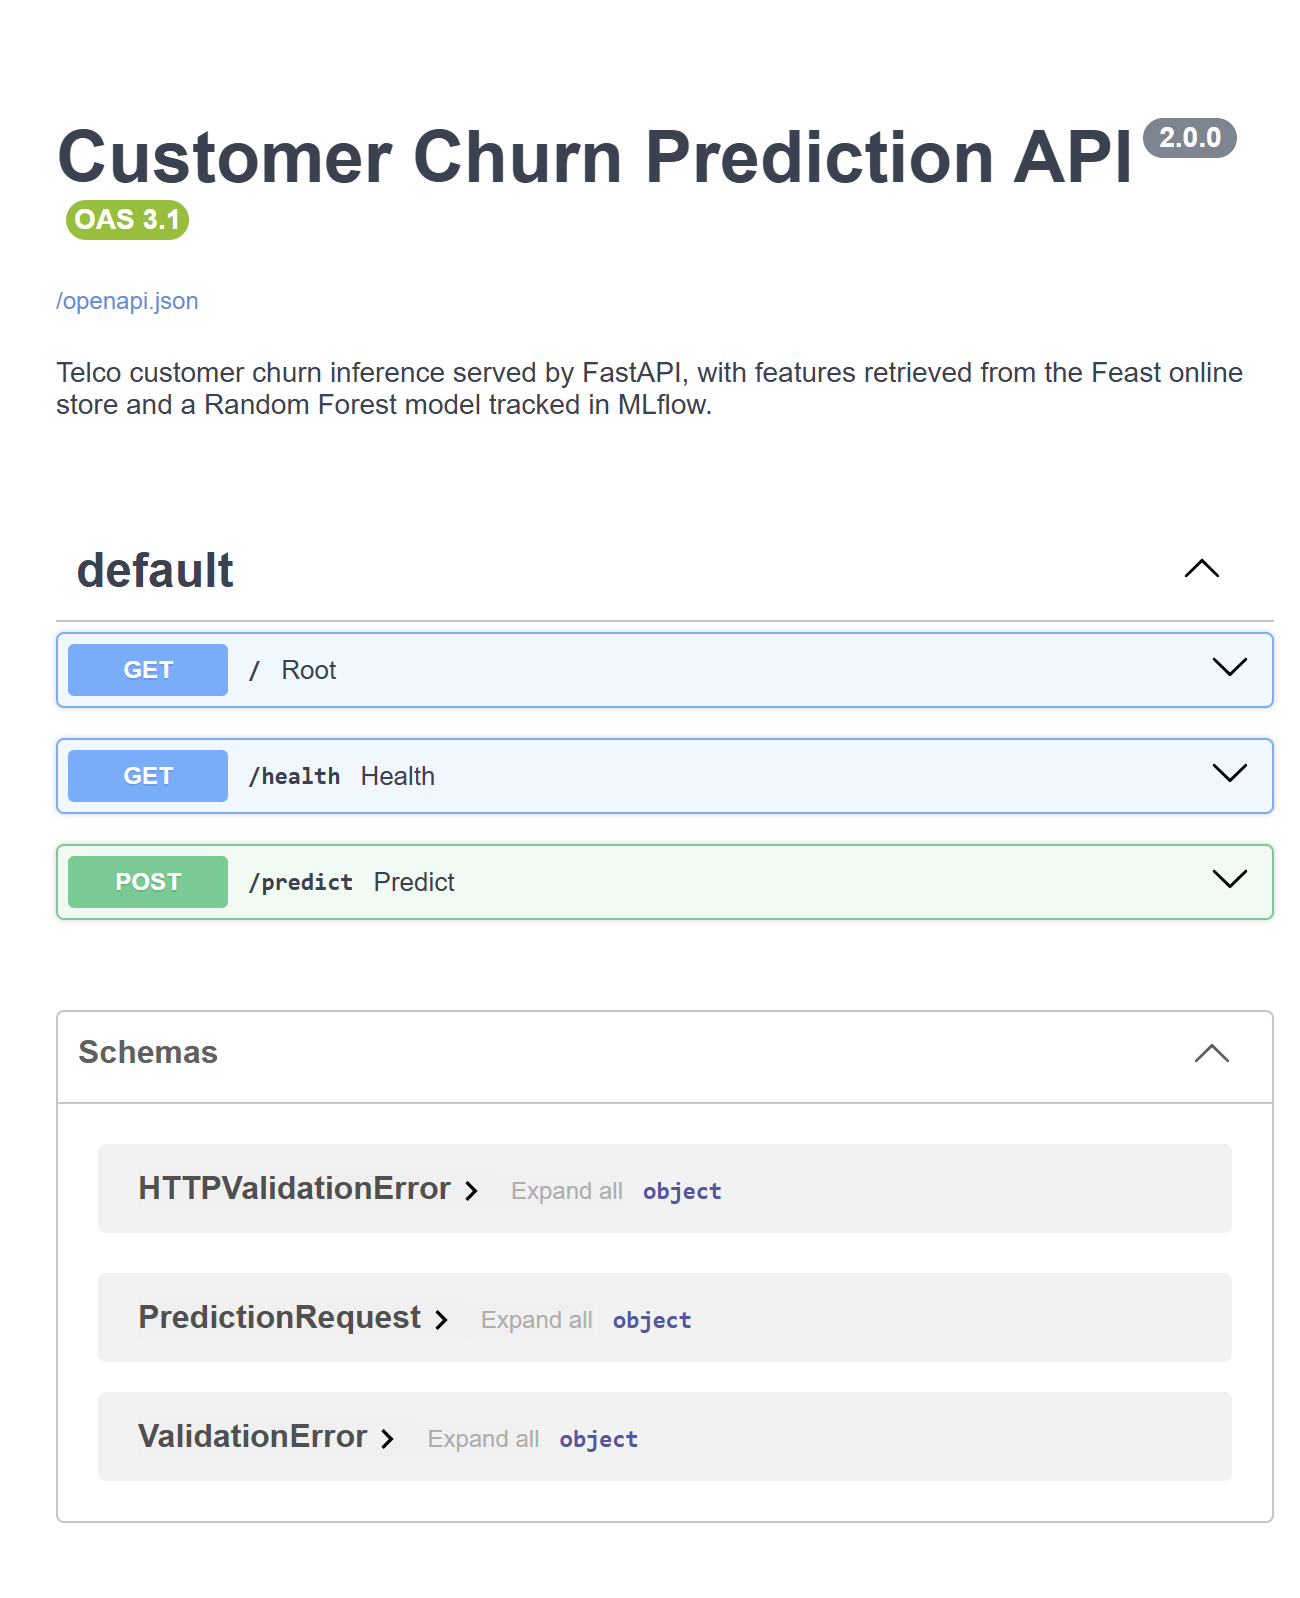 Customer Churn Prediction API 2.0.0
OAS 3.1
/openapi.json
Telco customer churn inference served by FastAPI, with features retrieved from the Feast online
store and a Random Forest model tracked in MLflow.
default
GET / Root
GET /health Health
POST /predict Predict
Schemas
HTTPValidationError Expand all object
PredictionRequest Expand all object
ValidationError Expand all object